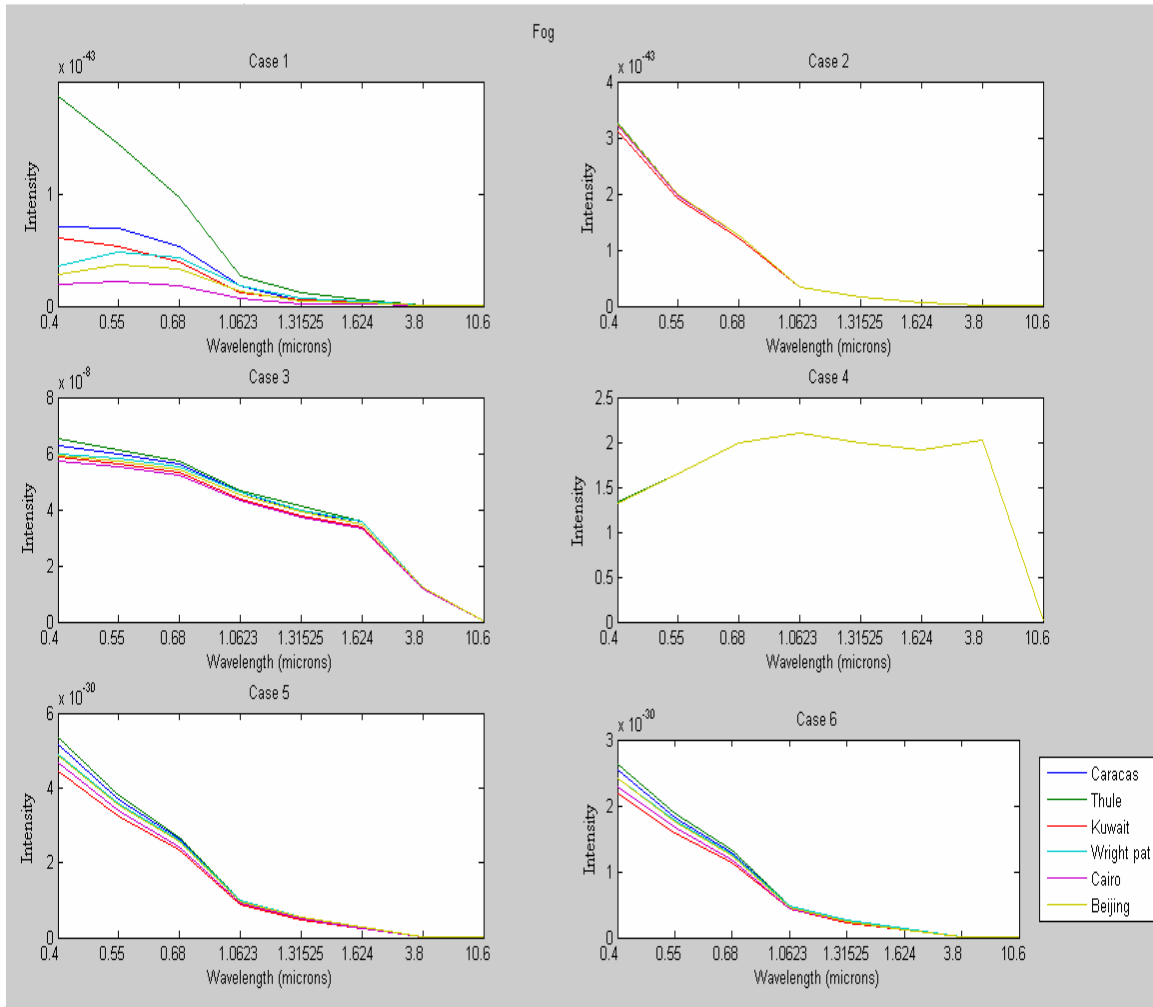 Fog
Case 1
x 10^-43
1
0
0.4 0.55 0.68 1.0623 1.31525 1.624 3.8 10.6
Wavelength (microns)
Intensity
Case 2
x 10^-43
4
3
2
1
0
0.4 0.55 0.68 1.0623 1.31525 1.624 3.8 10.6
Wavelength (microns)
Intensity
Case 3
x 10^-8
8
6
4
2
0
0.4 0.55 0.68 1.0623 1.31525 1.624 3.8 10.6
Wavelength (microns)
Intensity
Case 4
2.5
2
1.5
1
0.5
0
0.4 0.55 0.68 1.0623 1.31525 1.624 3.8 10.6
Wavelength (microns)
Intensity
Case 5
x 10^-30
6
4
2
0
0.4 0.55 0.68 1.0623 1.31525 1.624 3.8 10.6
Wavelength (microns)
Intensity
Case 6
x 10^-30
3
2
1
0
0.4 0.55 0.68 1.0623 1.31525 1.624 3.8 10.6
Wavelength (microns)
Intensity
Caracas
Thule
Kuwait
Wright pat
Cairo
Beijing